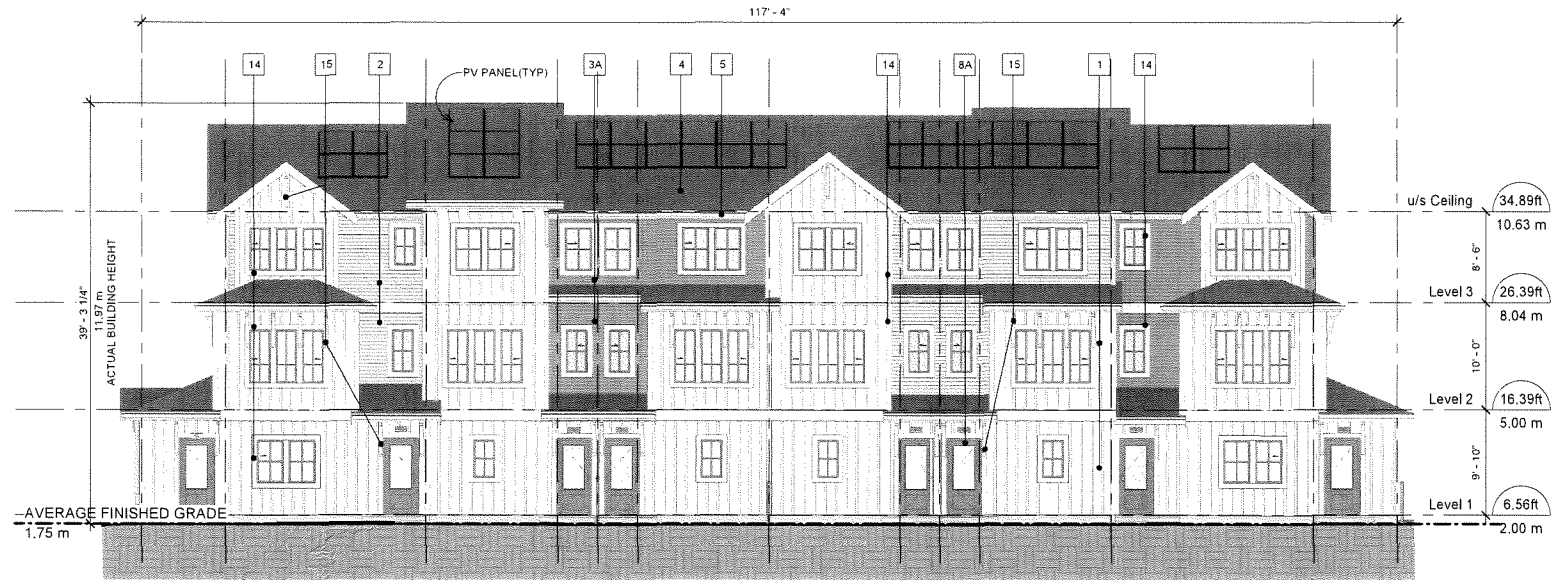 117' - 4"
14
15
2
PV PANEL(TYP)
3A
4
5
14
8A
15
1
14
u/s Ceiling
34.89ft
10.63 m
8' - 6"
Level 3
26.39ft
8.04 m
10' - 0"
Level 2
16.39ft
5.00 m
9' - 10"
Level 1
6.56ft
2.00 m
39' - 3 1/4"
11.97 m
ACTUAL BUILDING HEIGHT
AVERAGE FINISHED GRADE
1.75 m